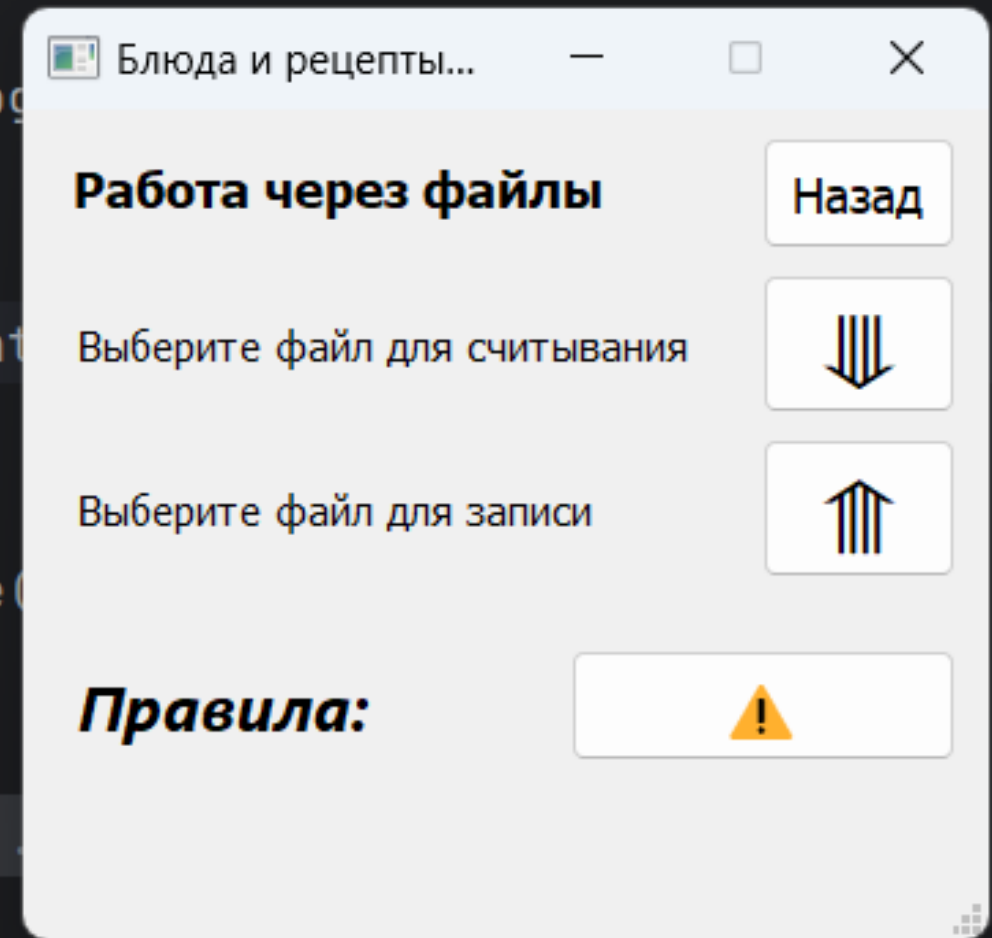 Блюда и рецепты...
Работа через файлы
Назад
Выберите файл для считывания
⤋
Выберите файл для записи
⤊
Правила:
⚠